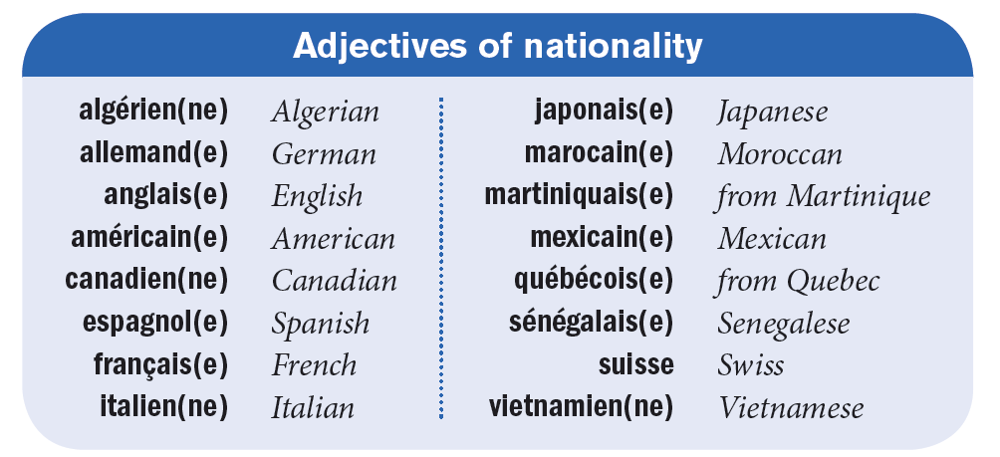 Adjectives of nationality
algérien(ne) Algerian
allemand(e) German
anglais(e) English
américain(e) American
canadien(ne) Canadian
espagnol(e) Spanish
français(e) French
italien(ne) Italian
japonais(e) Japanese
marocain(e) Moroccan
martiniquais(e) from Martinique
mexicain(e) Mexican
québécois(e) from Quebec
sénégalais(e) Senegalese
suisse Swiss
vietnamien(ne) Vietnamese